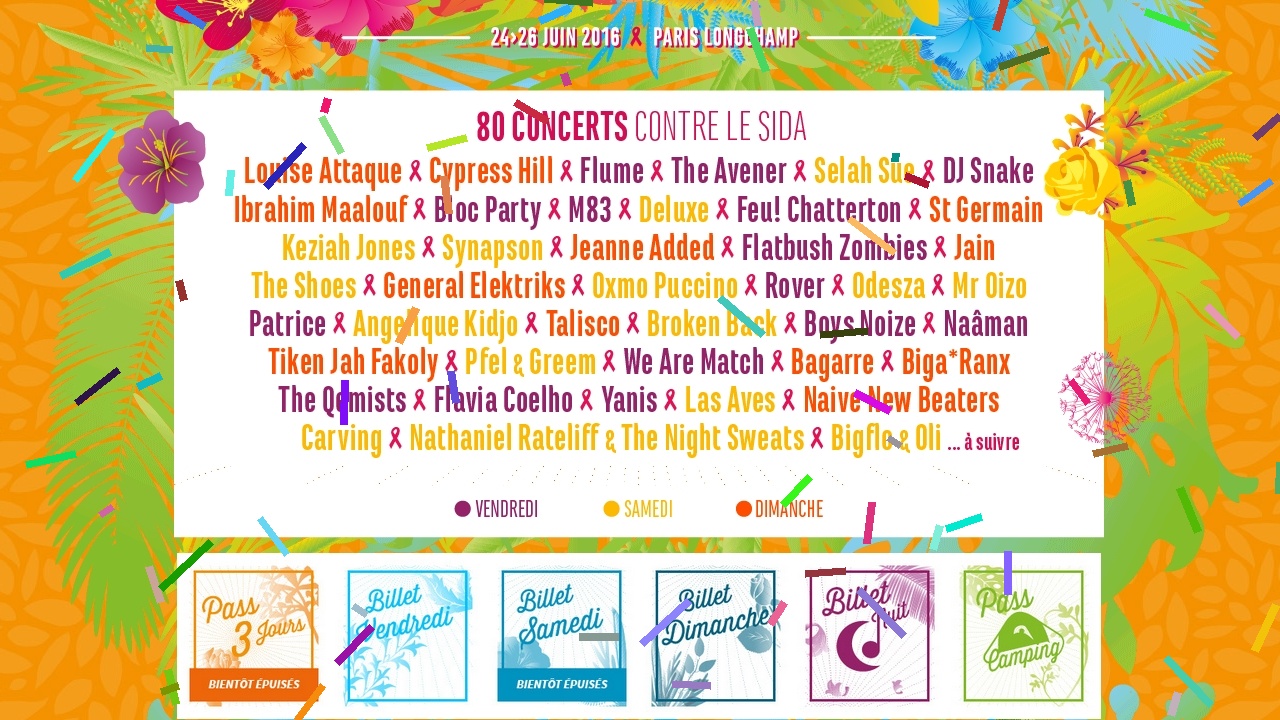 24>26 JUIN 2016 PARIS LONGCHAMP
80 CONCERTS CONTRE LE SIDA
Louise Attaque Cypress Hill Flume The Avener Selah Sue DJ Snake
Ibrahim Maalouf Bloc Party M83 Deluxe Feu! Chatterton St Germain
Keziah Jones Synapson Jeanne Added Flatbush Zombies Jain
The Shoes General Elektriks Oxmo Puccino Rover Odesza Mr Oizo
Patrice Angelique Kidjo Talisco Broken Back Boys Noize Naâman
Tiken Jah Fakoly Pfel & Greem We Are Match Bagarre Biga*Ranx
The Qemists Flavia Coelho Yanis Las Aves Naive New Beaters
Carving Nathaniel Rateliff & The Night Sweats Bigflo & Oli ... à suivre
VENDREDI SAMEDI DIMANCHE
Pass 3 Jours
BIENTÔT ÉPUISÉS
Billet Vendredi
Billet Samedi
BIENTÔT ÉPUISÉS
Billet Dimanche
Billet Nuit
Pass Camping